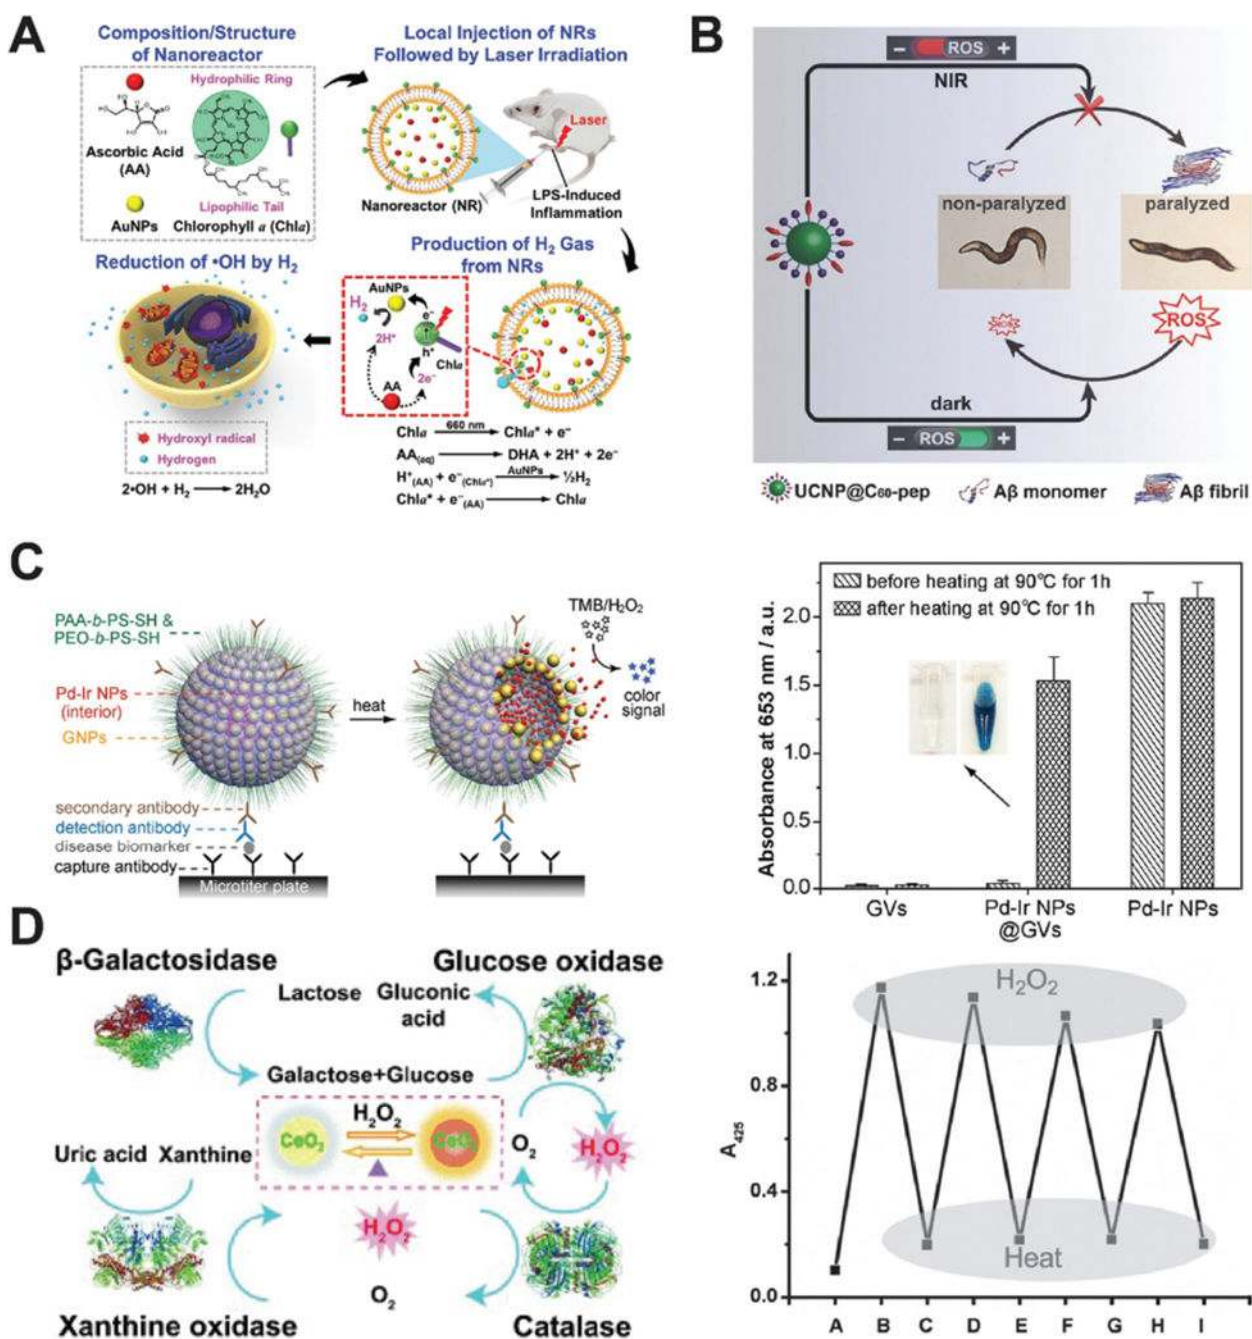 A
Composition/Structure
of Nanoreactor
Hydrophilic Ring
Ascorbic Acid
(AA)
Lipophilic Tail
AuNPs
Chlorophyll a (Chla)
Local Injection of NRs
Followed by Laser Irradiation
Laser
Nanoreactor (NR)
LPS-Induced
Inflammation
Production of H2 Gas
from NRs
AuNPs
H2
e-
2H+
h+
Chla
AA
2e-
Chla 660 nm Chla* + e-
AA(aq) DHA + 2H+ + 2e-
H+(AA) + e-(Chla*) AuNPs ½H2
Chla* + e-(AA) Chla
Reduction of •OH by H2
Hydroxyl radical
Hydrogen
2•OH + H2 2H2O
B
- ROS +
NIR
non-paralyzed
paralyzed
ROS
ROS
dark
- ROS +
UCNP@C60-pep
Aβ monomer
Aβ fibril
C
PAA-b-PS-SH &
PEO-b-PS-SH
Pd-Ir NPs
(interior)
GNPs
heat
TMB/H2O2
color
signal
secondary antibody
detection antibody
disease biomarker
capture antibody
Microtiter plate
before heating at 90°C for 1h
after heating at 90°C for 1h
Absorbance at 653 nm / a.u.
2.0
1.5
1.0
0.5
0.0
GVs
Pd-Ir NPs
@GVs
Pd-Ir NPs
D
β-Galactosidase
Glucose oxidase
Lactose
Gluconic
acid
Galactose+Glucose
CeO2
H2O2
O2
H2O2
Uric acid
Xanthine
H2O2
O2
Xanthine oxidase
Catalase
A425
1.2
0.8
0.4
0.0
H2O2
Heat
A B C D E F G H I